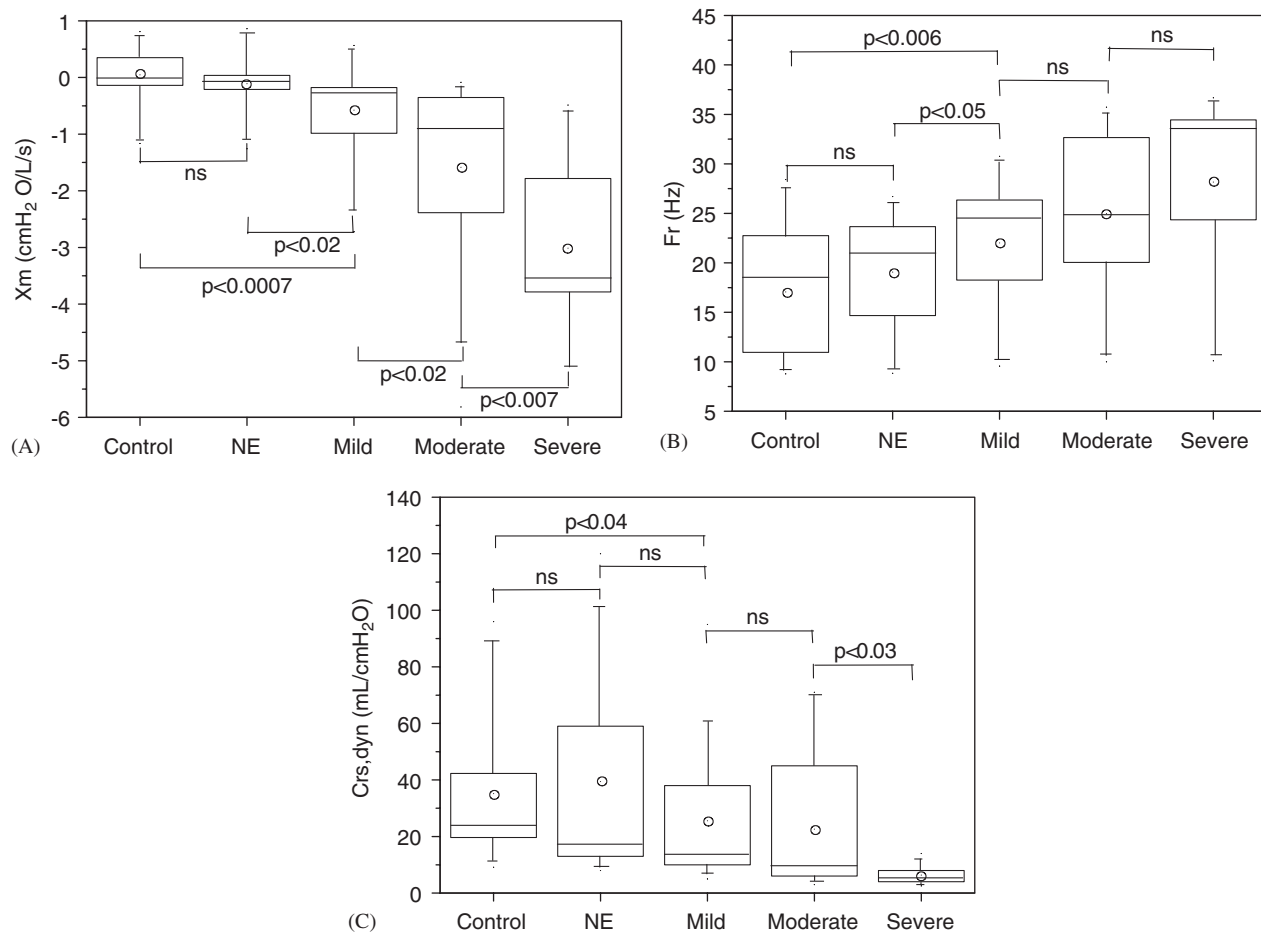 1
0
-1
-2
-3
-4
-5
-6
Xm (cmH₂ O/L/s)
ns
p<0.02
p<0.0007
p<0.02
p<0.007
Control NE Mild Moderate Severe
(A)
45
40
35
30
25
20
15
10
5
Fr (Hz)
p<0.006
ns
ns
p<0.05
ns
Control NE Mild Moderate Severe
(B)
140
120
100
80
60
40
20
0
Crs,dyn (mL/cmH₂O)
p<0.04
ns
ns
ns
p<0.03
Control NE Mild Moderate Severe
(C)